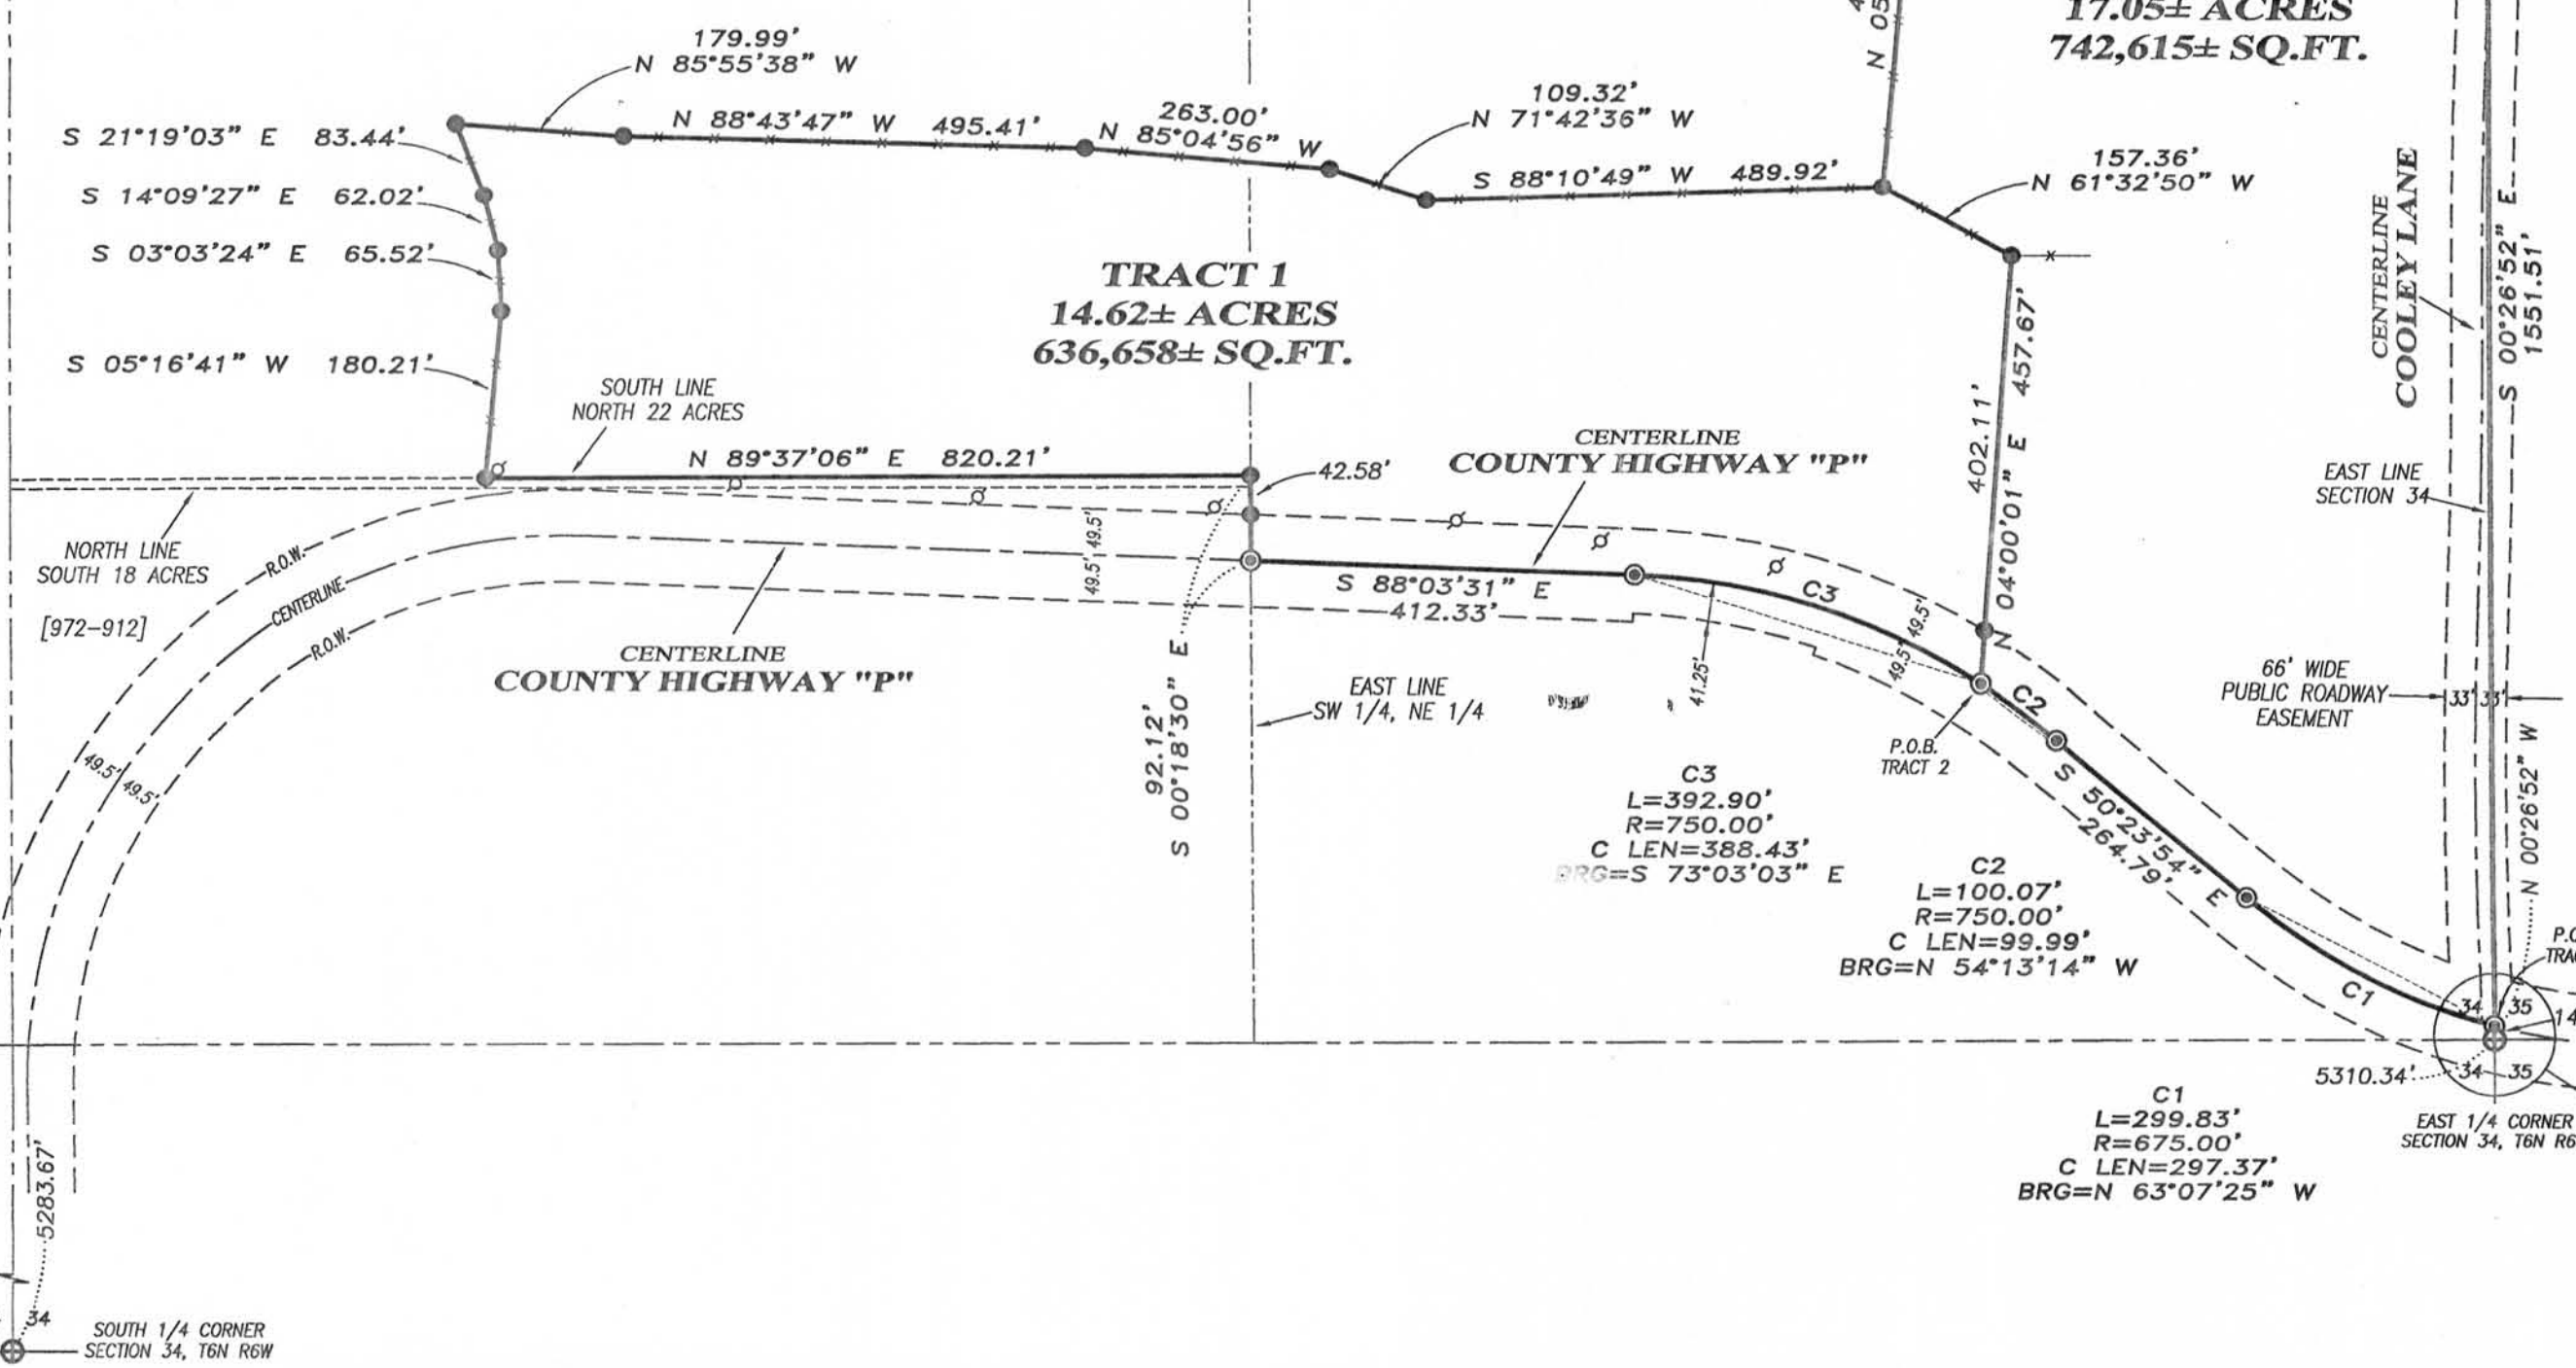 17.05± ACRES
742,615± SQ.FT.
N 05
179.99'
N 85°55'38" W
N 88°43'47" W 495.41'
263.00'
N 85°04'56" W
109.32'
N 71°42'36" W
S 88°10'49" W 489.92'
157.36'
N 61°32'50" W
S 21°19'03" E 83.44'
S 14°09'27" E 62.02'
S 03°03'24" E 65.52'
S 05°16'41" W 180.21'
TRACT 1
14.62± ACRES
636,658± SQ.FT.
SOUTH LINE
NORTH 22 ACRES
N 89°37'06" E 820.21'
42.58'
CENTERLINE
COUNTY HIGHWAY "P"
402.11'
N 04°00'01" E 457.67'
CENTERLINE
COOLEY LANE
S 00°26'52" E
1551.51'
EAST LINE
SECTION 34
NORTH LINE
SOUTH 18 ACRES
[972-912]
R.O.W.
CENTERLINE
R.O.W.
49.5'
49.5'
49.5'
49.5'
CENTERLINE
COUNTY HIGHWAY "P"
92.12'
S 00°18'30" E
S 88°03'31" E
412.33'
EAST LINE
SW 1/4, NE 1/4
41.25'
C3
49.5'
49.5'
C2
P.O.B.
TRACT 2
66' WIDE
PUBLIC ROADWAY
EASEMENT
33'
33'
N 00°26'52" W
S 50°23'54" E
264.79'
C3
L=392.90'
R=750.00'
C LEN=388.43'
BRG=S 73°03'03" E
C2
L=100.07'
R=750.00'
C LEN=99.99'
BRG=N 54°13'14" W
C1
34
35
14
34
35
5310.34'
C1
L=299.83'
R=675.00'
C LEN=297.37'
BRG=N 63°07'25" W
EAST 1/4 CORNER
SECTION 34, T6N R6
5283.67'
34
SOUTH 1/4 CORNER
SECTION 34, T6N R6W